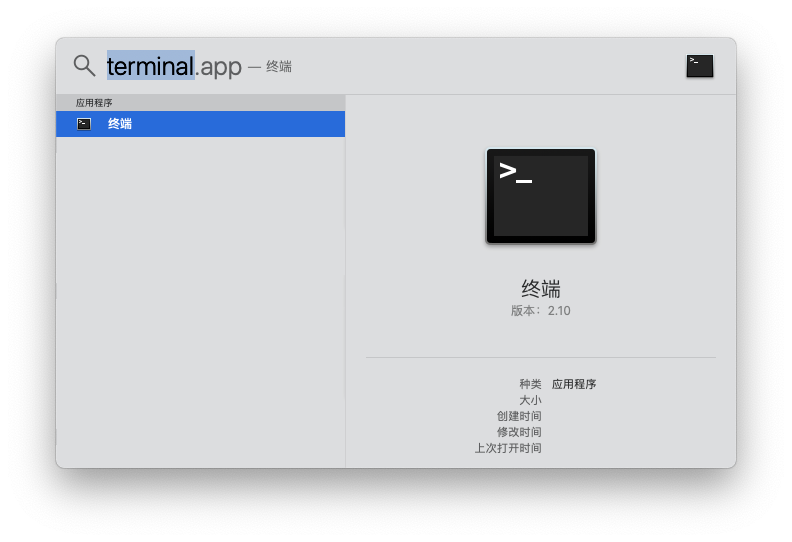 terminal.app — 终端
应用程序
终端
终端
版本：2.10
种类 应用程序
大小
创建时间
修改时间
上次打开时间